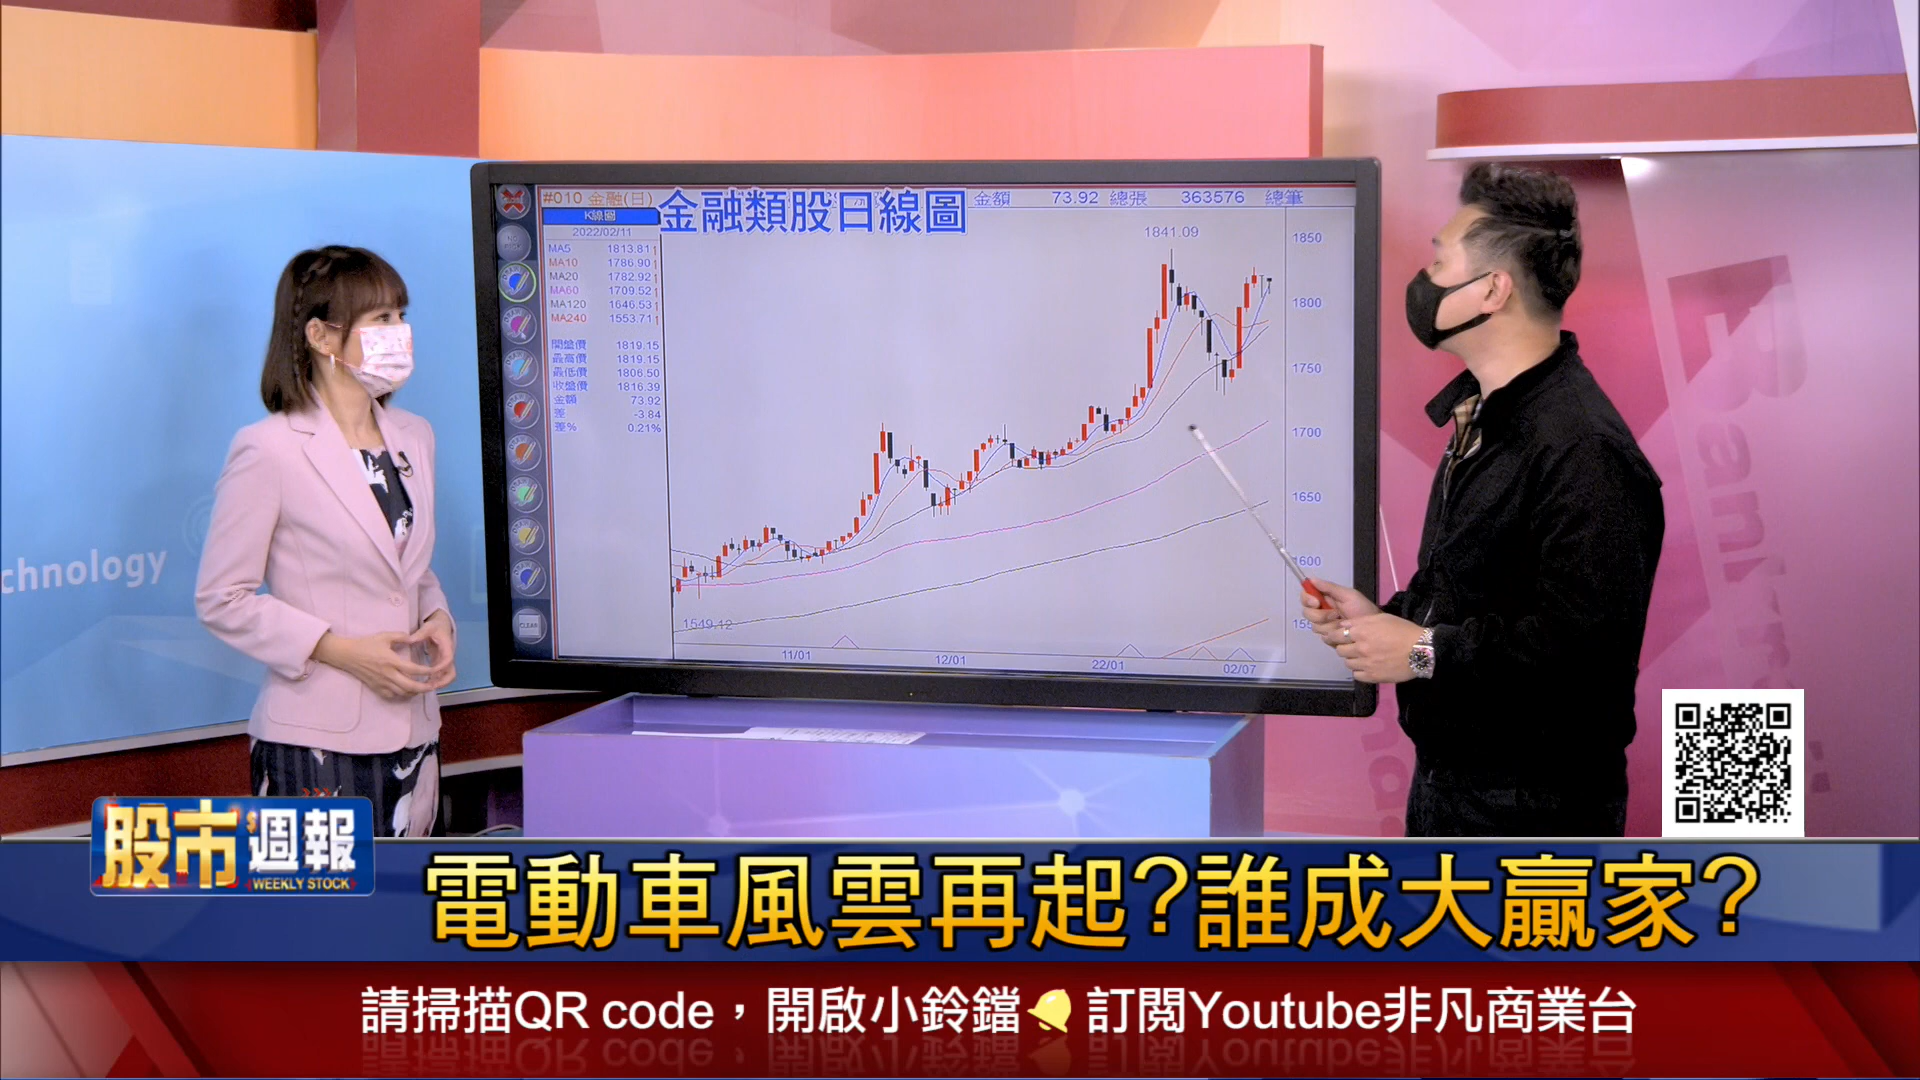 #010 金融(日)
金融類股日線圖
金額 73.92 總張 363576 總筆
K線圖
2022/02/11
MA5 1813.81↑
MA10 1786.90↑
MA20 1782.92↑
MA60 1709.52↑
MA120 1646.53↑
MA240 1553.71↑
開盤價 1819.15
最高價 1819.15
最低價 1806.50
收盤價 1816.39
金額 73.92
差 -3.84
差% 0.21%
CLEAR
1841.09
1850
1800
1750
1700
1650
1600
155
1549.12
11/01
12/01
22/01
02/07
chnology
股市週報
WEEKLY STOCK
電動車風雲再起?誰成大贏家?
請掃描QR code，開啟小鈴鐺🔔訂閱Youtube非凡商業台